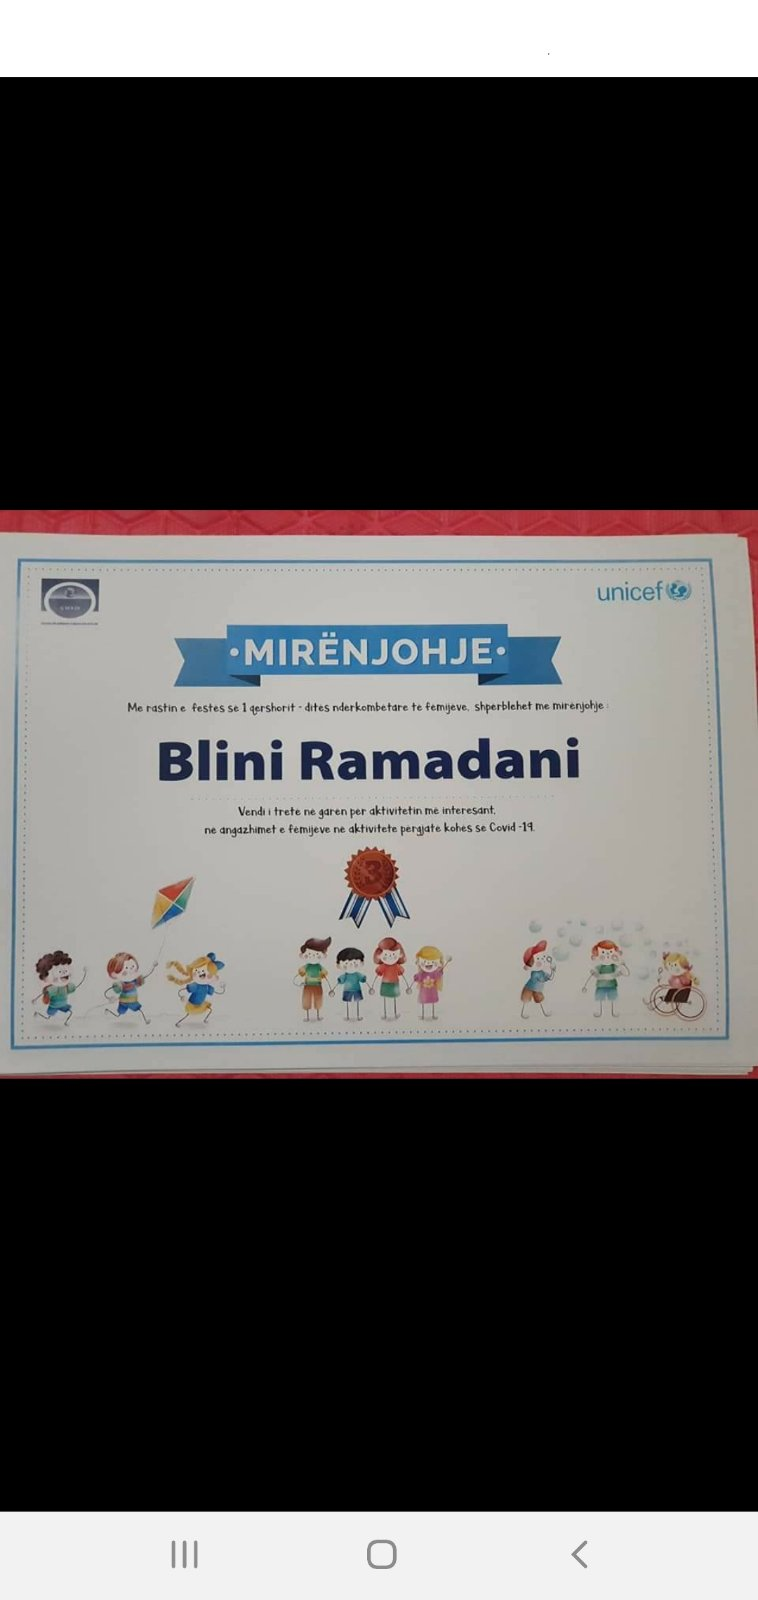 unicef
•MIRËNJOHJE•
Me rastin e festes se 1 qershorit - dites nderkombetare te femijeve, shperblehet me mirenjohje :
Blini Ramadani
Vendi i trete ne garen per aktivitetin me interesant,
ne angazhimet e femijeve ne aktivitete pergjate kohes se Covid -19.
3